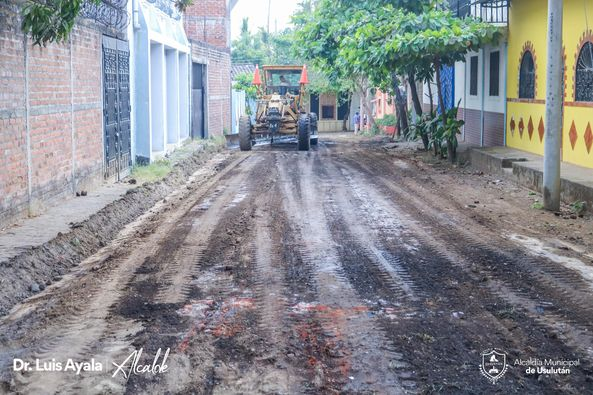 Dr. Luis Ayala Alcalde
Alcaldía Municipal
de Usulután